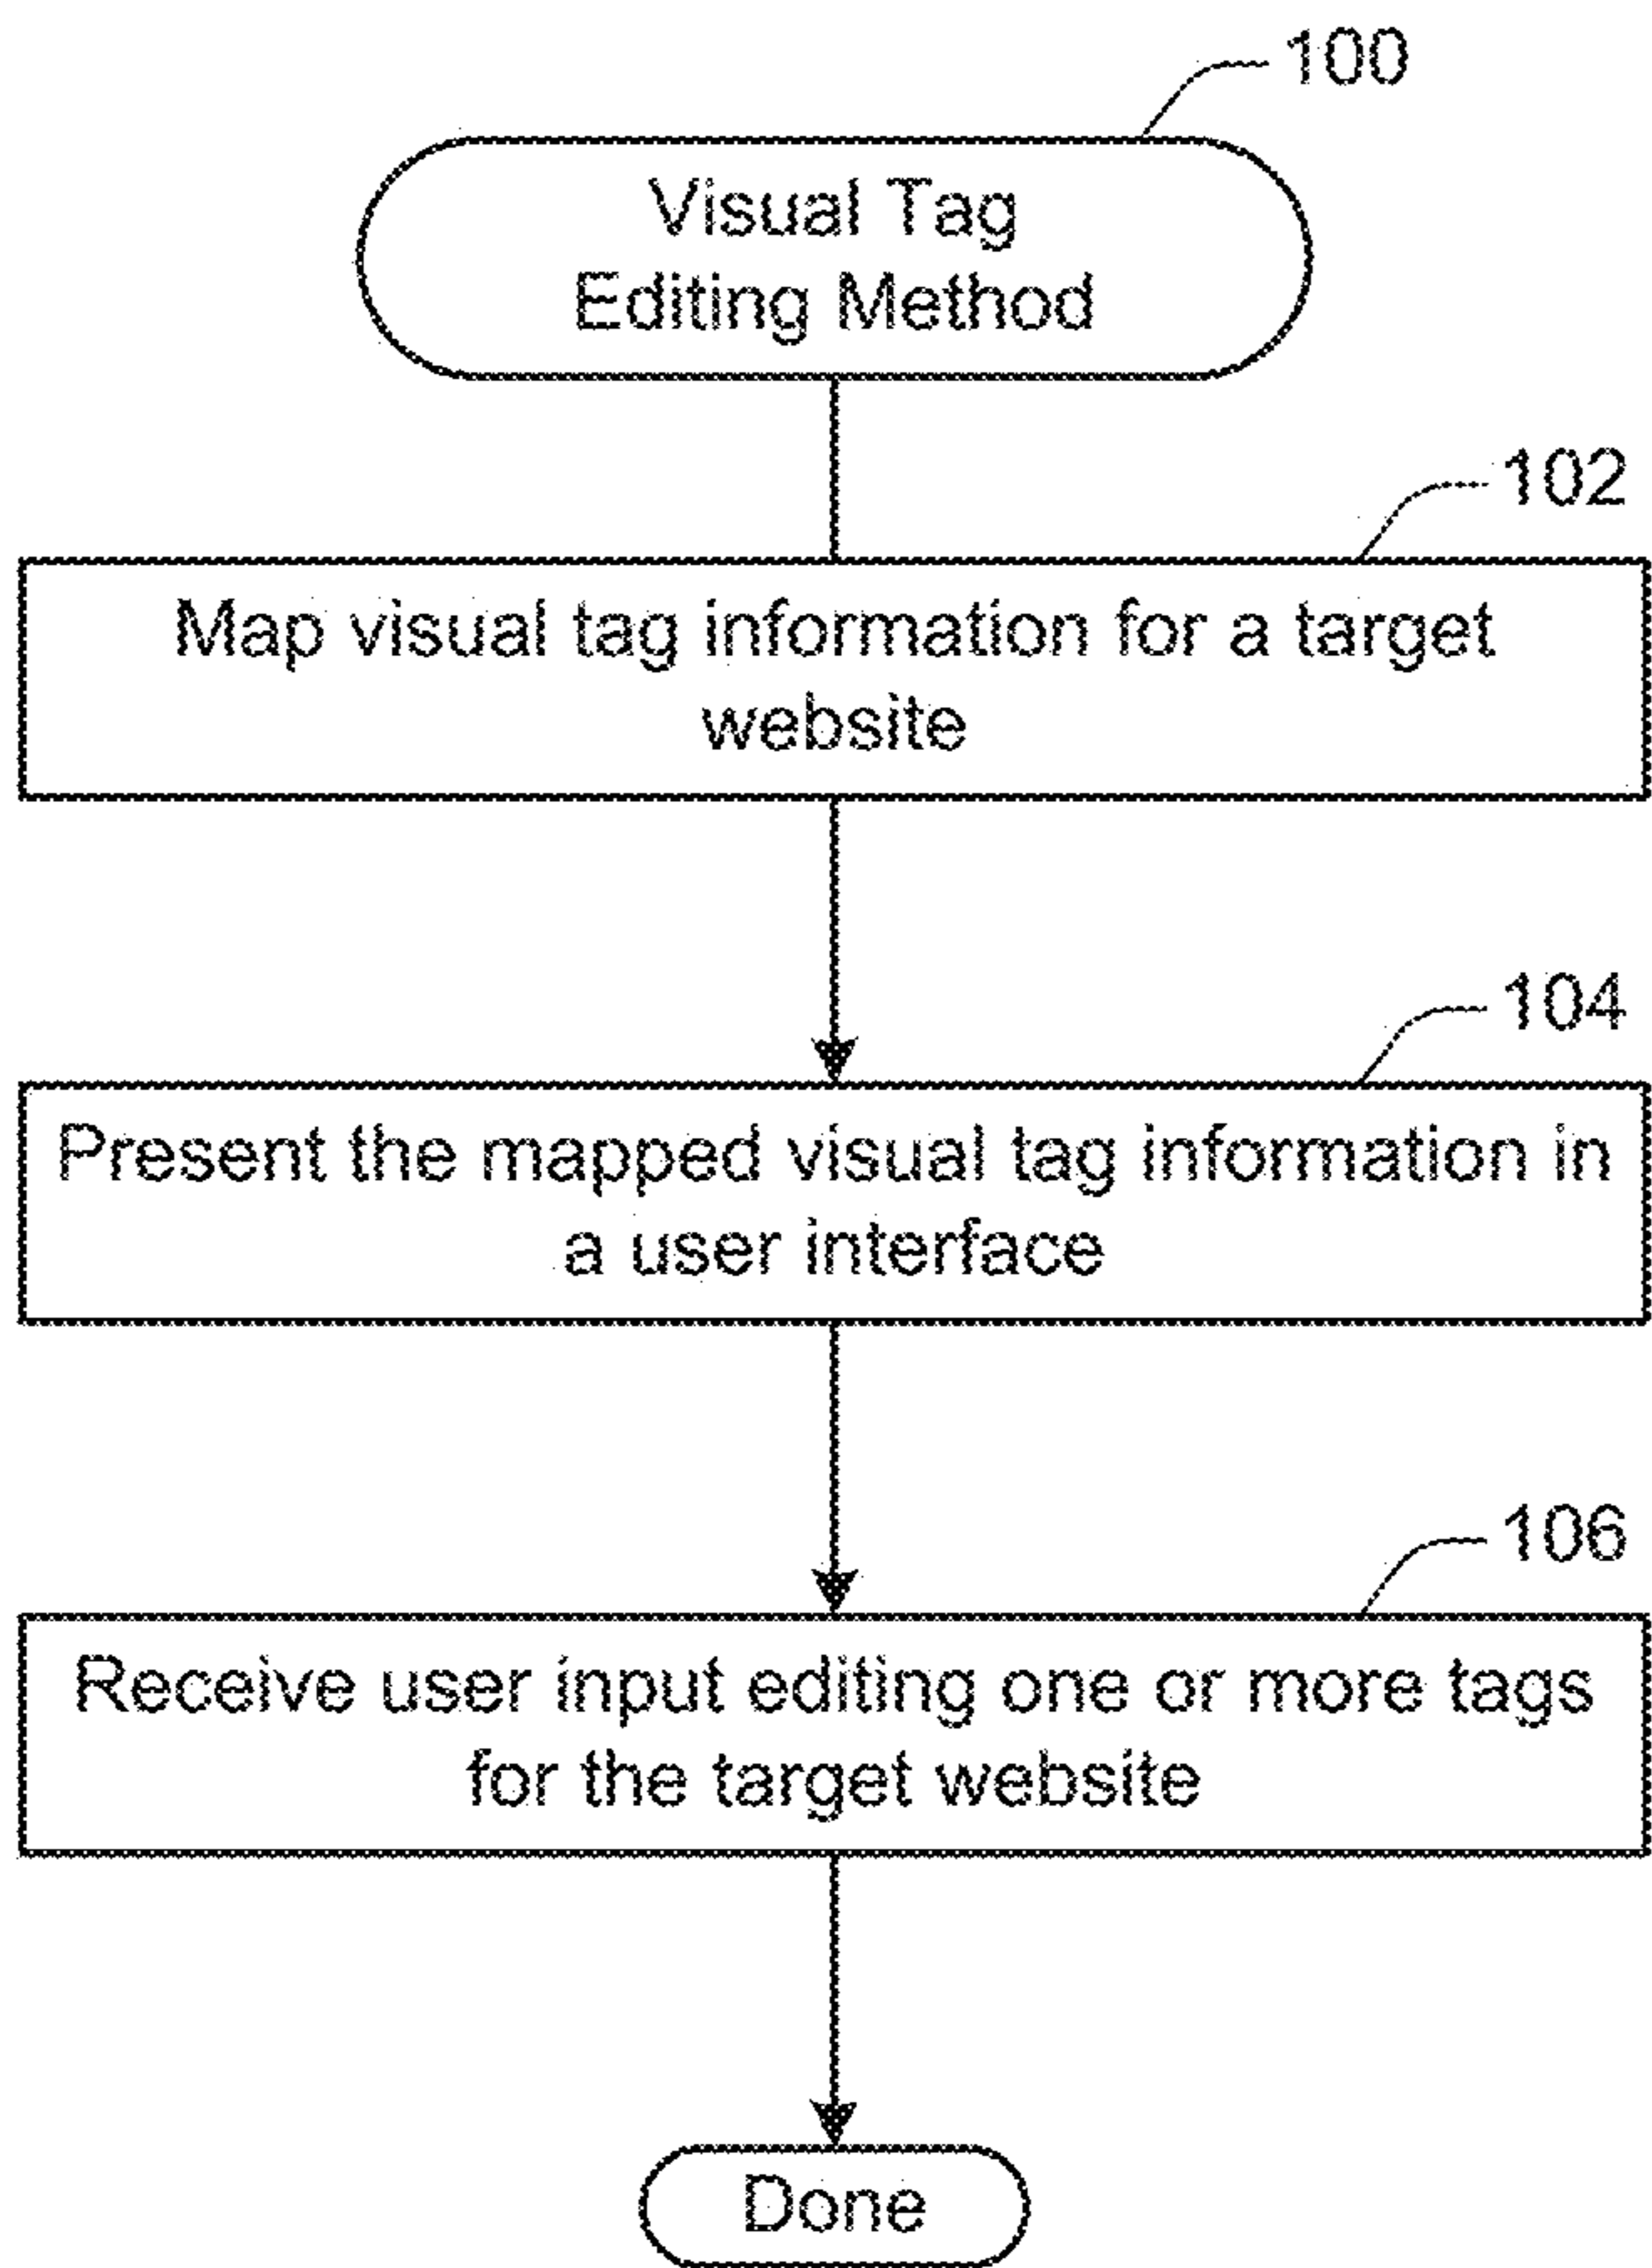 100
Visual Tag
Editing Method
102
Map visual tag information for a target
website
104
Present the mapped visual tag information in
a user interface
106
Receive user input editing one or more tags
for the target website
Done